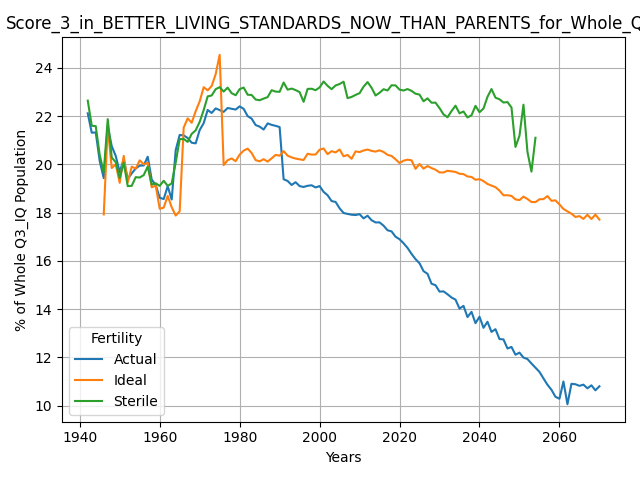 Score_3_in_BETTER_LIVING_STANDARDS_NOW_THAN_PARENTS_for_Whole_Q
% of Whole Q3_IQ Population
24
22
20
18
16
14
12
10
Fertility
Actual
Ideal
Sterile
1940 1960 1980 2000 2020 2040 2060
Years